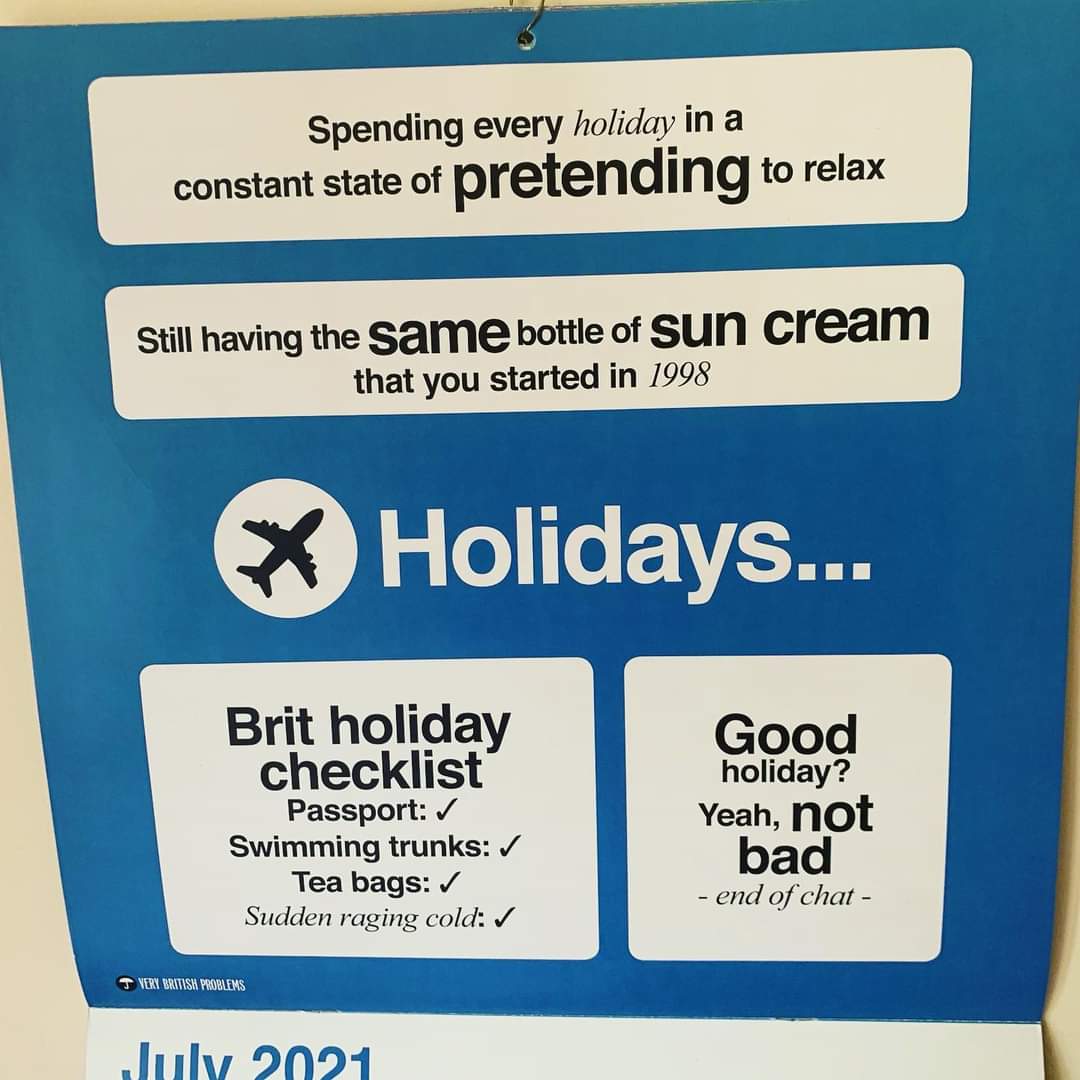 Spending every holiday in a
constant state of pretending to relax
Still having the same bottle of sun cream
that you started in 1998
Holidays...
Brit holiday
checklist
Passport: ✓
Swimming trunks: ✓
Tea bags: ✓
Sudden raging cold: ✓
Good
holiday?
Yeah, not
bad
- end of chat -
VERY BRITISH PROBLEMS
July 2021